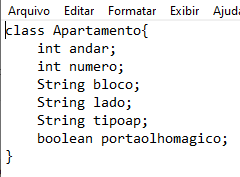 Arquivo Editar Formatar Exibir Ajuda
class Apartamento{
    int andar;
    int numero;
    String bloco;
    String lado;
    String tipoap;
    boolean portaolhomagico;
}